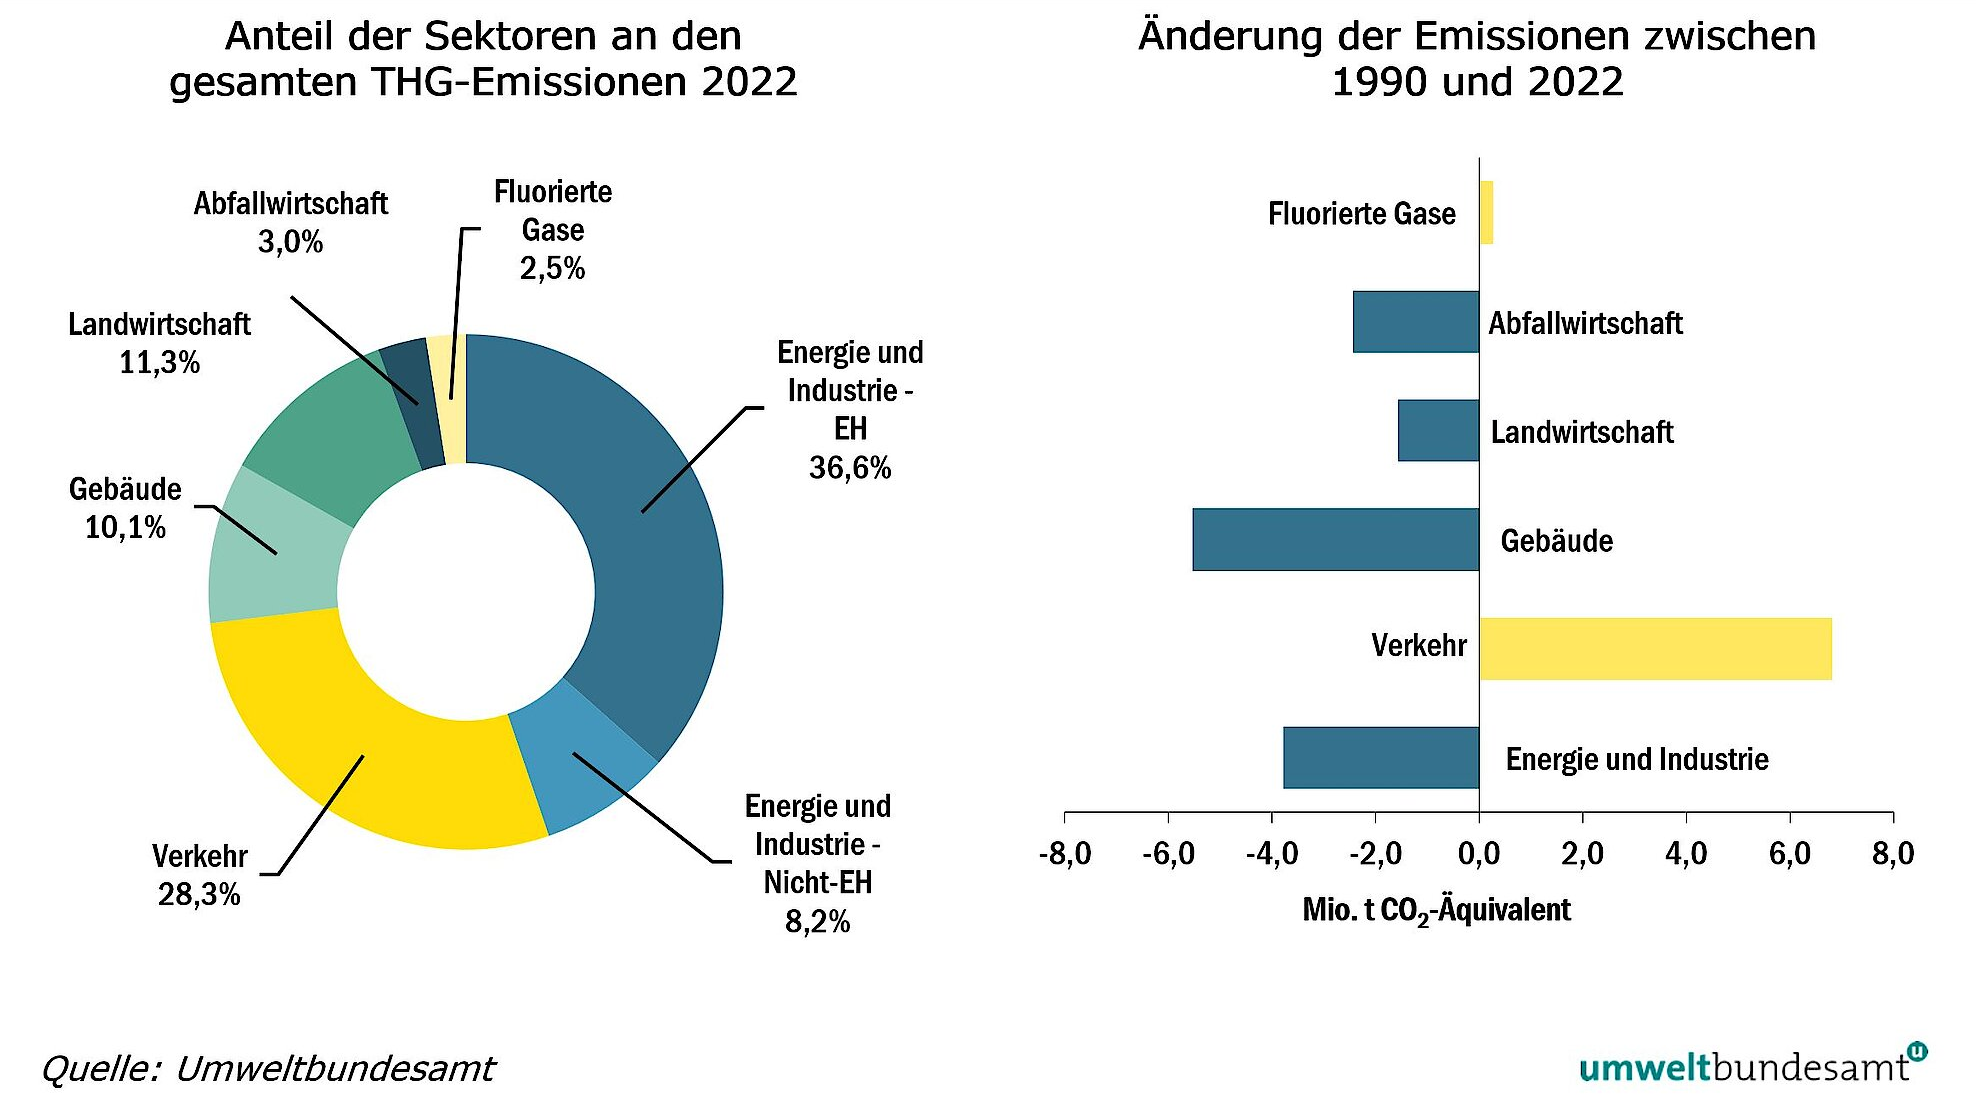 Anteil der Sektoren an den
gesamten THG-Emissionen 2022
Abfallwirtschaft
3,0%
Fluorierte
Gase
2,5%
Landwirtschaft
11,3%
Energie und
Industrie -
EH
36,6%
Gebäude
10,1%
Verkehr
28,3%
Energie und
Industrie -
Nicht-EH
8,2%
Änderung der Emissionen zwischen
1990 und 2022
Fluorierte Gase
Abfallwirtschaft
Landwirtschaft
Gebäude
Verkehr
Energie und Industrie
-8,0 -6,0 -4,0 -2,0 0,0 2,0 4,0 6,0 8,0
Mio. t CO₂-Äquivalent
Quelle: Umweltbundesamt
umweltbundesamt u